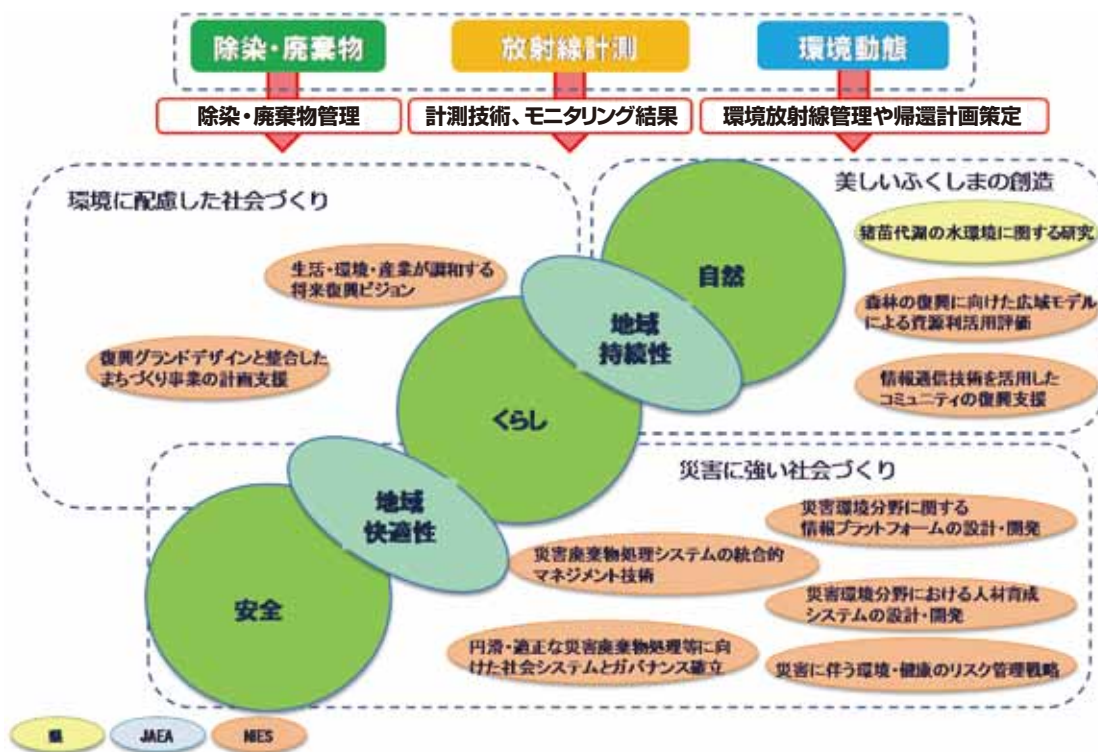 除染・廃棄物
放射線計測
環境動態
除染・廃棄物管理
計測技術、モニタリング結果
環境放射線管理や帰還計画策定
環境に配慮した社会づくり
美しいふくしまの創造
猪苗代湖の水環境に関する研究
生活・環境・産業が調和する
将来復興ビジョン
自然
森林の復興に向けた広域モデル
による資源利活用評価
地域
持続性
復興グランドデザインと整合した
まちづくり事業の計画支援
情報通信技術を活用した
コミュニティの復興支援
くらし
災害に強い社会づくり
地域
快適性
災害環境分野に関する
情報プラットフォームの設計・開発
災害廃棄物処理システムの統合的
マネジメント技術
安全
災害環境分野における人材育成
システムの設計・開発
円滑・適正な災害廃棄物処理等に向
けた社会システムとガバナンス確立
災害に伴う環境・健康のリスク管理戦略
県
JAEA
NIES